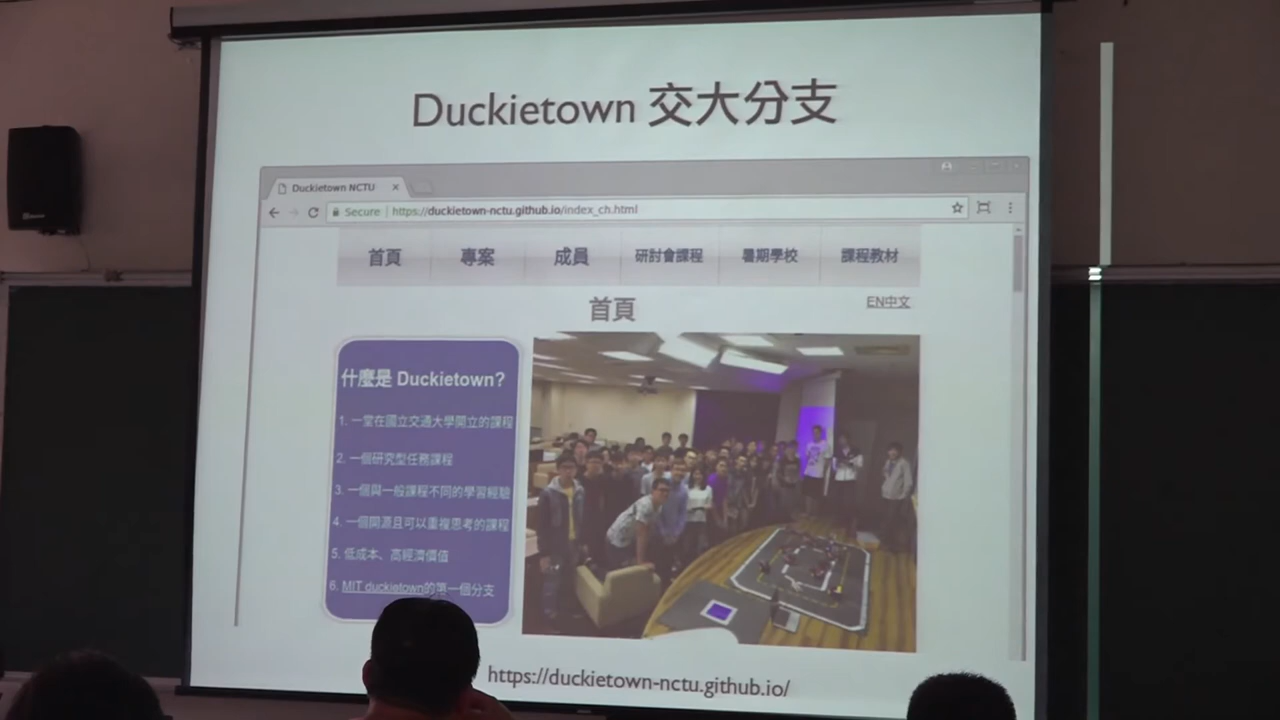 Duckietown 交大分支
Duckietown NCTU
Secure | https://duckietown-nctu.github.io/index_ch.html
首頁 專案 成員 研討會課程 暑期學校 課程教材
首頁
EN中文
什麼是 Duckietown?
1. 一堂在國立交通大學開立的課程
2. 一個研究型任務課程
3. 一個與一般課程不同的學習經驗
4. 一個開源且可以重複思考的課程
5. 低成本、高經濟價值
6. MIT duckietown的第一個分支
https://duckietown-nctu.github.io/